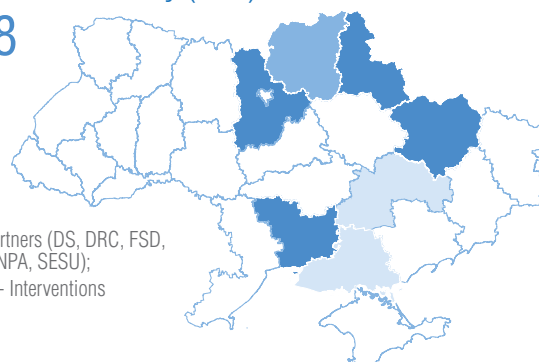 8
rtners (DS, DRC, FSD,
NPA, SESU);
- Interventions